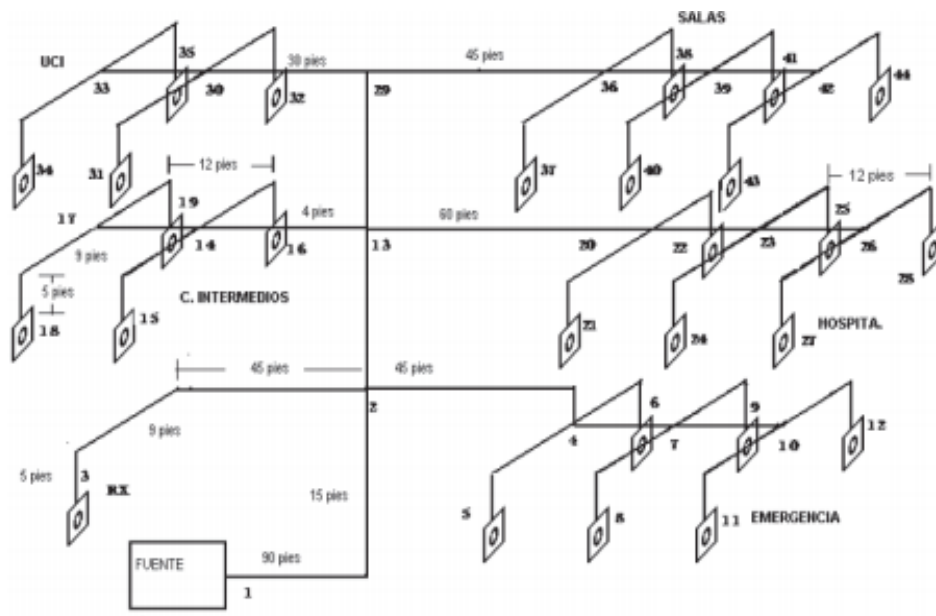 SALAS
UCI
35
30 pies
45 pies
38
41
33
30
32
29
36
39
42
44
34
31
12 pies
37
40
43
12 pies
17
19
4 pies
60 pies
25
14
16
13
20
22
23
26
28
9 pies
5 pies
C. INTERMEDIOS
18
15
21
24
27
HOSPITA.
45 pies
45 pies
2
6
9
12
9 pies
4
7
10
5 pies
3
RX
15 pies
5
8
11
EMERGENCIA
FUENTE
90 pies
1